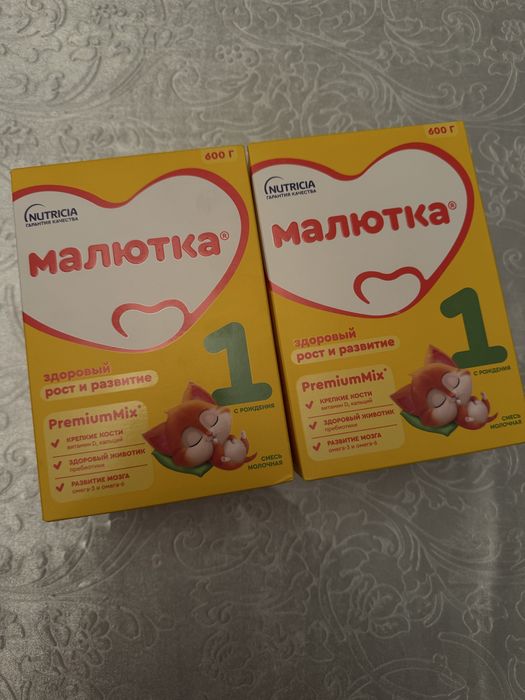 600 Г
NUTRICIA
ГАРАНТИЯ КАЧЕСТВА
МАЛЮТКА®
здоровый
рост и развитие
1
С РОЖДЕНИЯ
PremiumMix*
КРЕПКИЕ КОСТИ
витамин D, кальций
ЗДОРОВЫЙ ЖИВОТИК
пребиотики
РАЗВИТИЕ МОЗГА
омега-3 и омега-6
СМЕСЬ
МОЛОЧНАЯ
600 Г
NUTRICIA
ГАРАНТИЯ КАЧЕСТВА
МАЛЮТКА®
здоровый
рост и развитие
1
С РОЖДЕНИЯ
PremiumMix*
КРЕПКИЕ КОСТИ
витамин D, кальций
ЗДОРОВЫЙ ЖИВОТИК
пребиотики
РАЗВИТИЕ МОЗГА
омега-3 и омега-6
СМЕСЬ
МОЛОЧНАЯ